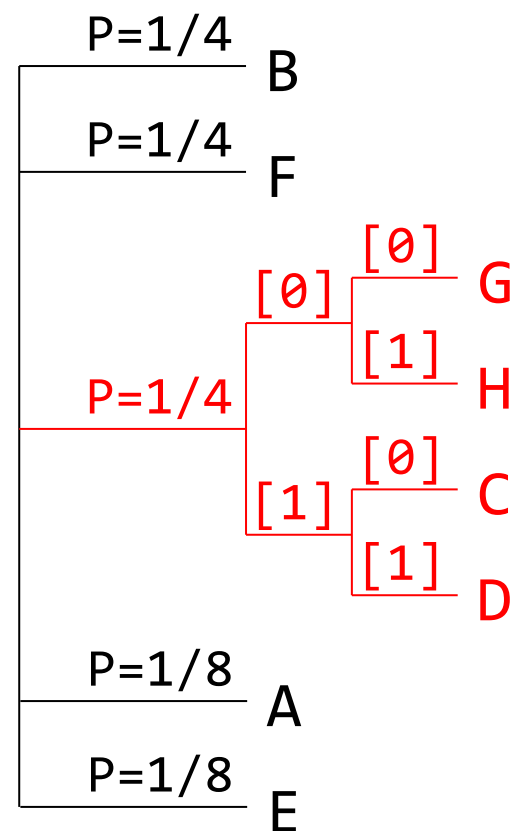 P=1/4
B
P=1/4
F
[0]
G
[0]
[1]
H
P=1/4
[0]
C
[1]
[1]
D
P=1/8
A
P=1/8
E